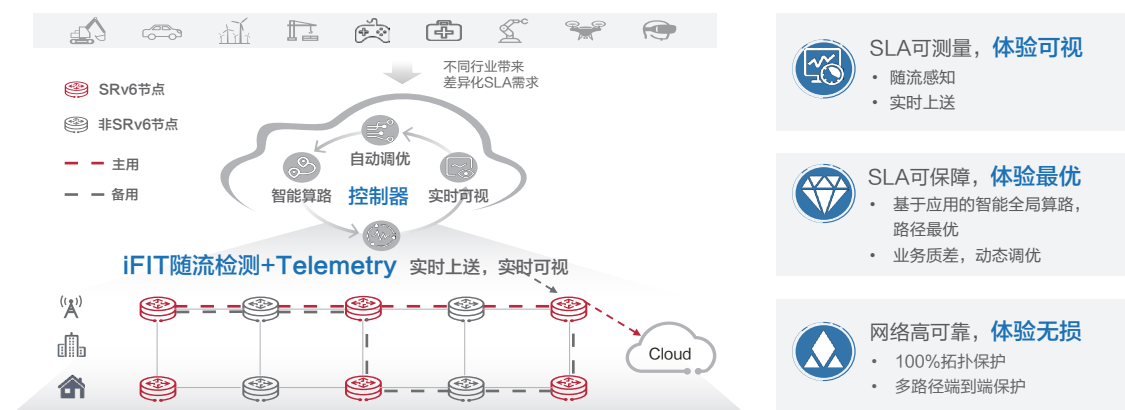 不同行业带来
差异化SLA需求
SRv6节点
非SRv6节点
主用
备用
自动调优
智能算路
控制器
实时可视
iFIT随流检测+Telemetry 实时上送，实时可视
Cloud
SLA可测量，体验可视
• 随流感知
• 实时上送
SLA可保障，体验最优
• 基于应用的智能全局算路，
路径最优
• 业务质差，动态调优
网络高可靠，体验无损
• 100%拓扑保护
• 多路径端到端保护